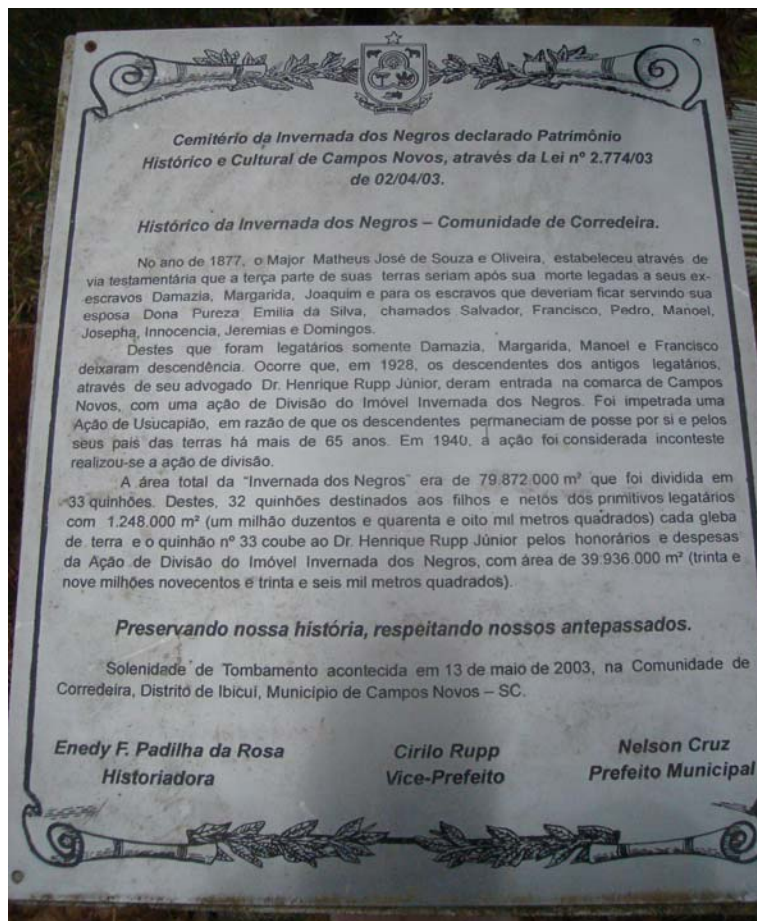 Cemitério da Invernada dos Negros declarado Patrimônio
Histórico e Cultural de Campos Novos, através da Lei nº 2.774/03
de 02/04/03.
Histórico da Invernada dos Negros – Comunidade de Corredeira.
No ano de 1877, o Major Matheus José de Souza e Oliveira, estabeleceu através de
via testamentária que a terça parte de suas terras seriam após sua morte legadas a seus ex-
escravos Damazia, Margarida, Joaquim e para os escravos que deveriam ficar servindo sua
esposa Dona Pureza Emilia da Silva, chamados Salvador, Francisco, Pedro, Manoel,
Josepha, Innocencia, Jeremias e Domingos.
Destes que foram legatários somente Damazia, Margarida, Manoel e Francisco
deixaram descendência. Ocorre que, em 1928, os descendentes dos antigos legatários,
através de seu advogado Dr. Henrique Rupp Júnior, deram entrada na comarca de Campos
Novos, com uma ação de Divisão do Imóvel Invernada dos Negros. Foi impetrada uma
Ação de Usucapião, em razão de que os descendentes permaneciam de posse por si e pelos
seus pais das terras há mais de 65 anos. Em 1940, a ação foi considerada inconteste
realizou-se a ação de divisão.
A área total da "Invernada dos Negros" era de 79.872.000 m² que foi dividida em
33 quinhões. Destes, 32 quinhões destinados aos filhos e netos dos primitivos legatários
com 1.248.000 m² (um milhão duzentos e quarenta e oito mil metros quadrados) cada gleba
de terra e o quinhão nº 33 coube ao Dr. Henrique Rupp Júnior pelos honorários e despesas
da Ação de Divisão do Imóvel Invernada dos Negros, com área de 39.936.000 m² (trinta e
nove milhões novecentos e trinta e seis mil metros quadrados).
Preservando nossa história, respeitando nossos antepassados.
Solenidade de Tombamento acontecida em 13 de maio de 2003, na Comunidade de
Corredeira, Distrito de Ibicuí, Município de Campos Novos – SC.
Enedy F. Padilha da Rosa Cirilo Rupp Nelson Cruz
Historiadora Vice-Prefeito Prefeito Municipal